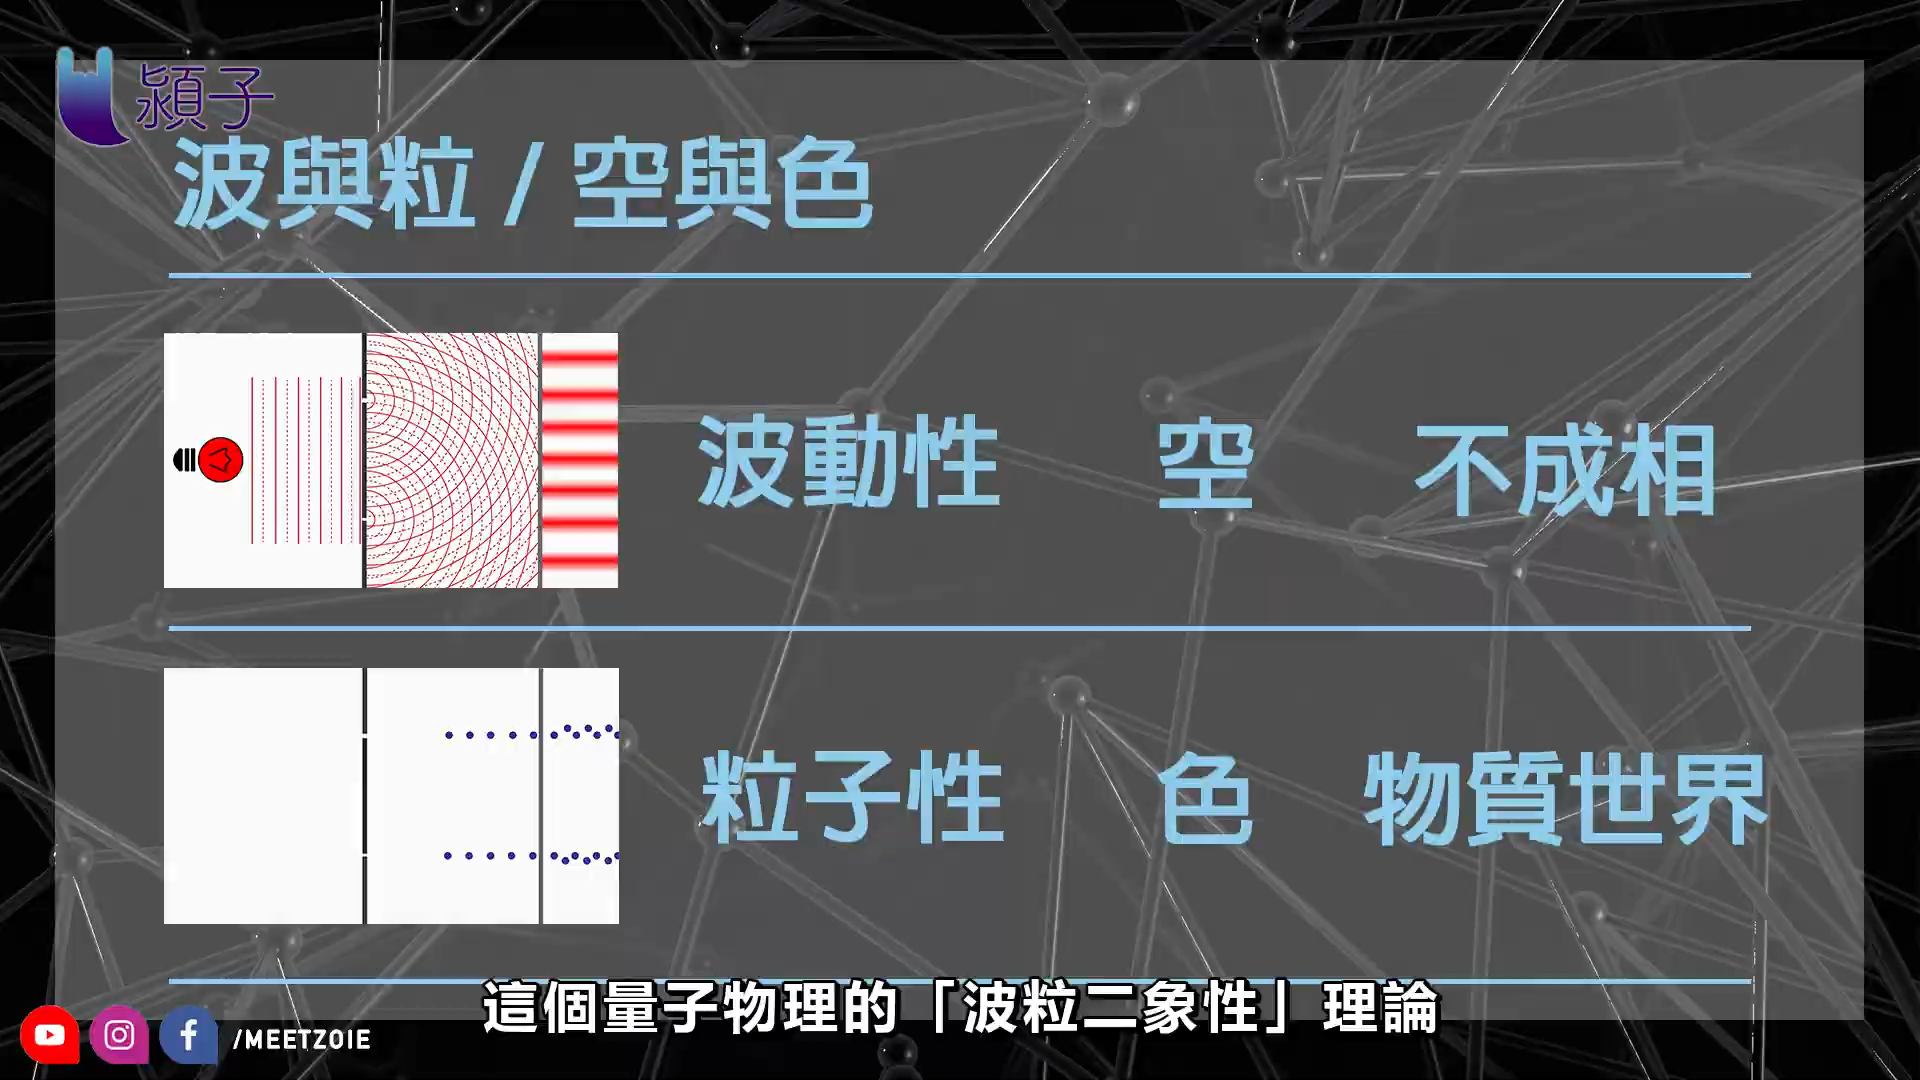 潁子
波與粒 / 空與色
波動性 空 不成相
粒子性 色 物質世界
這個量子物理的「波粒二象性」理論
/MEETZOIE